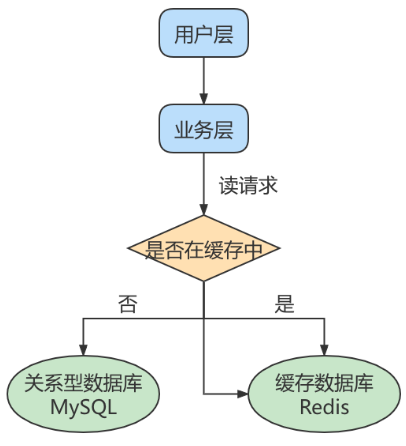 用户层
业务层
读请求
是否在缓存中
否
是
关系型数据库
MySQL
缓存数据库
Redis